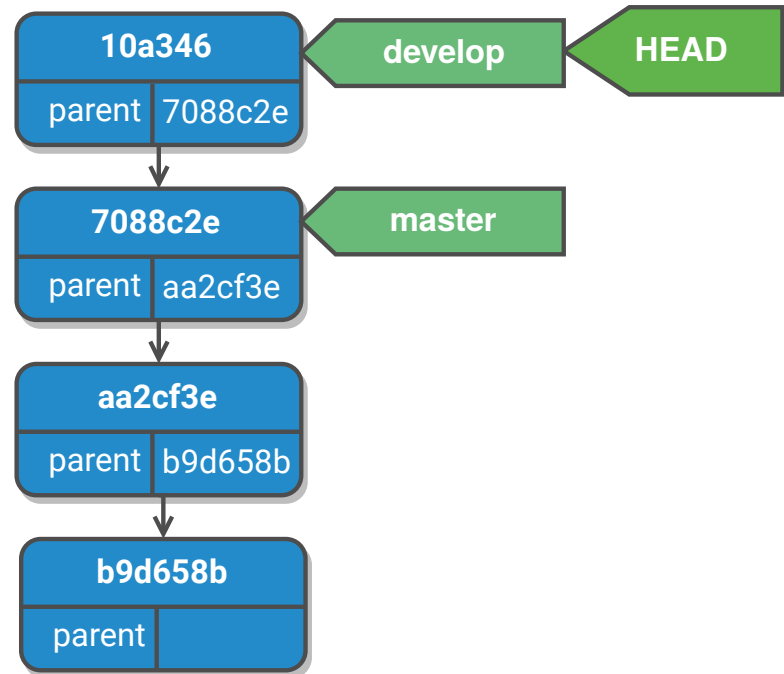 10a346
develop
HEAD
parent
7088c2e
7088c2e
master
parent
aa2cf3e
aa2cf3e
parent
b9d658b
b9d658b
parent